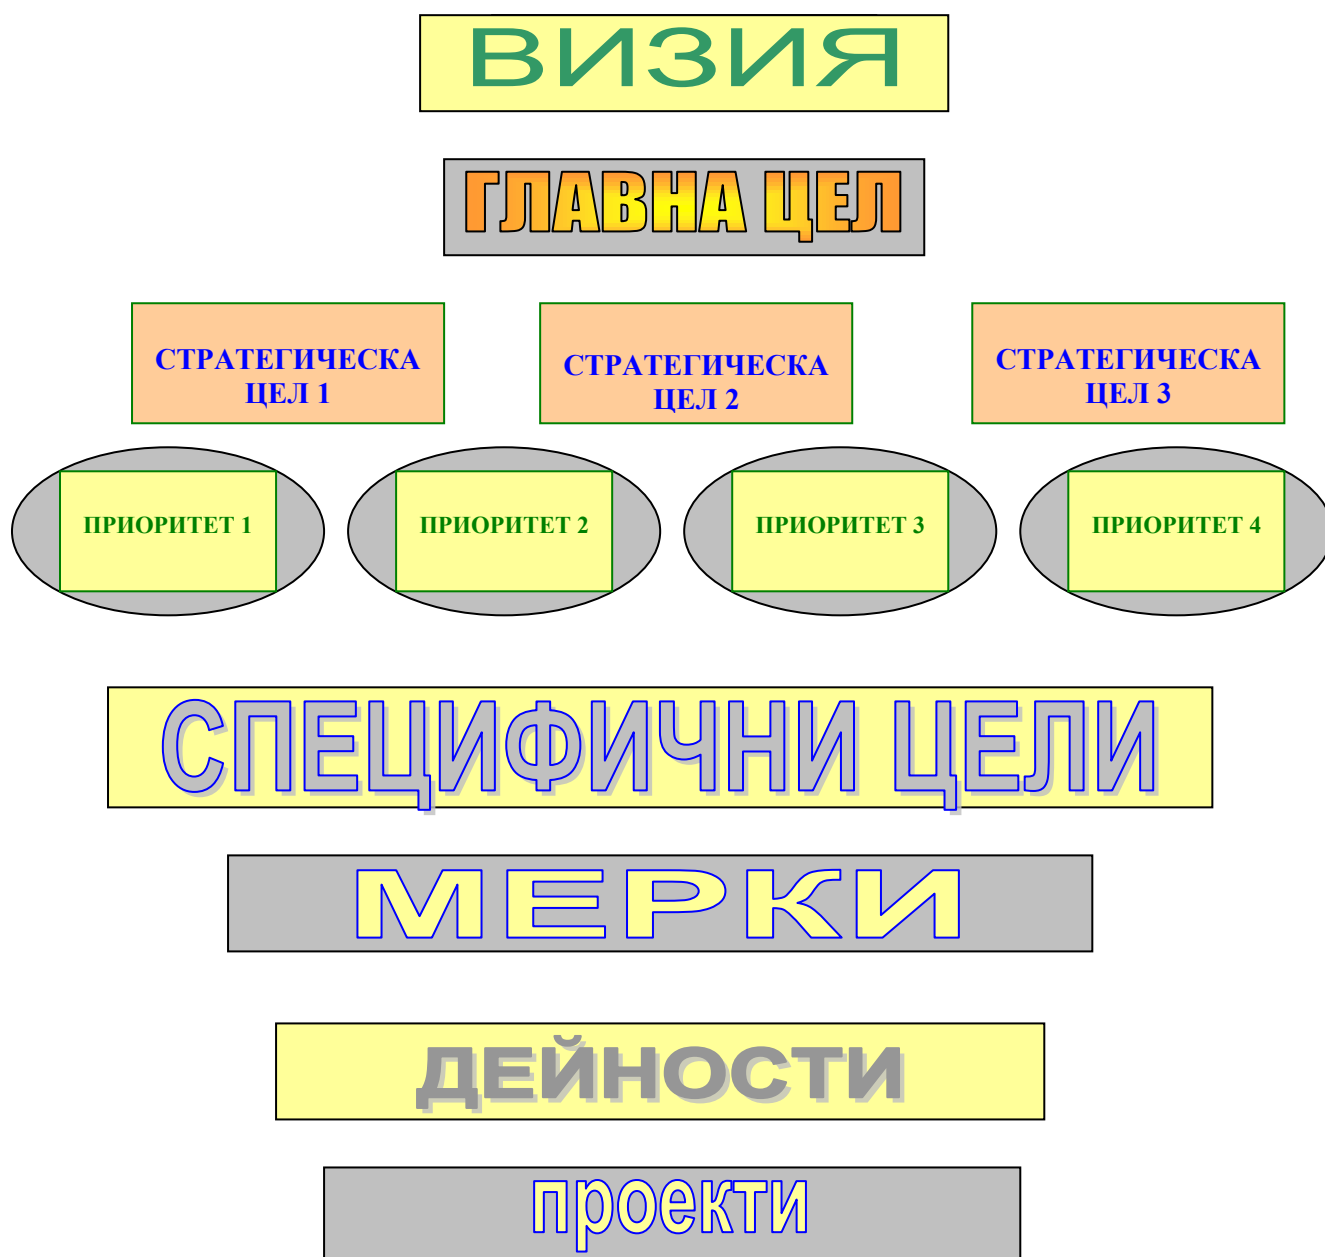 ВИЗИЯ
ГЛАВНА ЦЕЛ
СТРАТЕГИЧЕСКА
ЦЕЛ 1
СТРАТЕГИЧЕСКА
ЦЕЛ 2
СТРАТЕГИЧЕСКА
ЦЕЛ 3
ПРИОРИТЕТ 1
ПРИОРИТЕТ 2
ПРИОРИТЕТ 3
ПРИОРИТЕТ 4
СПЕЦИФИЧНИ ЦЕЛИ
МЕРКИ
ДЕЙНОСТИ
проекти